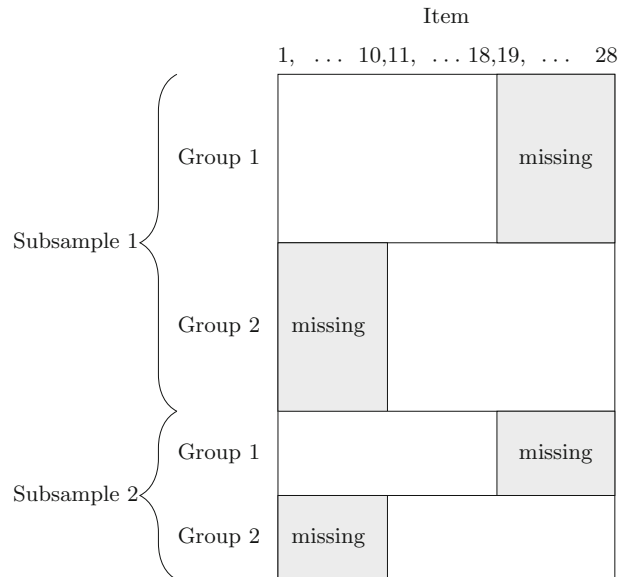 Item
1, ... 10,11, ... 18,19, ... 28
Group 1
missing
Subsample 1
Group 2
missing
Group 1
missing
Subsample 2
Group 2
missing